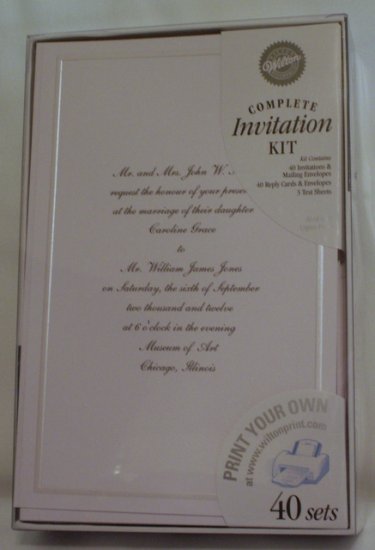 Wilton
COMPLETE
Invitation
KIT
Kit Contains
40 Invitations &
Mailing Envelopes
40 Reply Cards & Envelopes
3 Test Sheets
Mr. and Mrs. John W.
request the honour of your
at the marriage of their daughter
Caroline Grace
to
Mr. William James Jones
on Saturday, the sixth of September
two thousand and twelve
at 6 o'clock in the evening
Museum of Art
Chicago, Illinois
PRINT YOUR OWN
at www.wiltonprint.com
40 sets